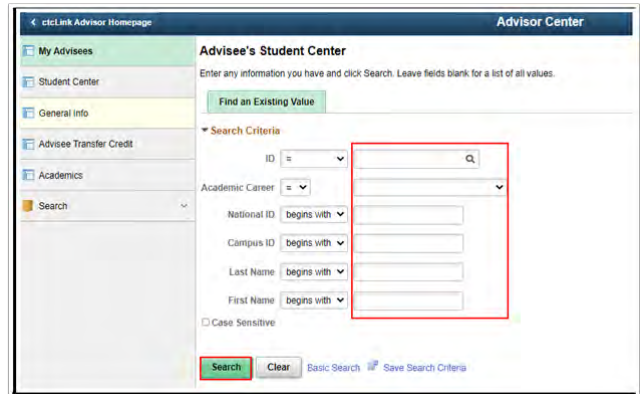 ctcLink Advisor Homepage
Advisor Center
My Advisees
Student Center
General Info
Advisee Transfer Credit
Academics
Search
Advisee's Student Center
Enter any information you have and click Search. Leave fields blank for a list of all values.
Find an Existing Value
Search Criteria
ID =
Academic Career =
National ID begins with
Campus ID begins with
Last Name begins with
First Name begins with
Case Sensitive
Search Clear Basic Search Save Search Criteria